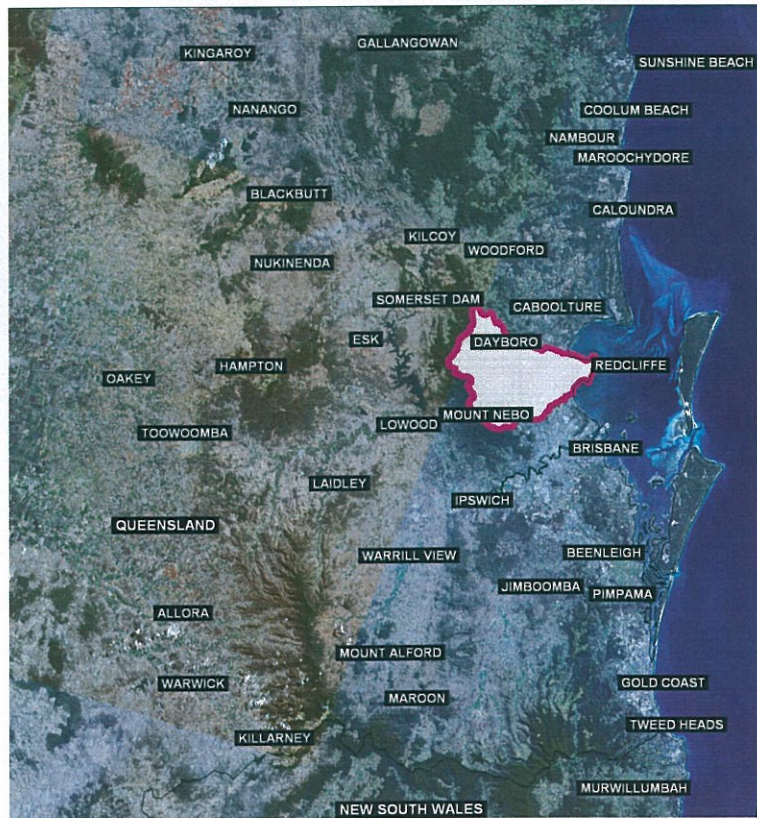 GALLANGOWAN
KINGAROY
SUNSHINE BEACH
NANANGO
COOLUM BEACH
NAMBOUR
MAROOCHYDORE
BLACKBUTT
CALOUNDRA
KILCOY
WOODFORD
NUKINENDA
SOMERSET DAM
CABOOLTURE
ESK
DAYBORO
HAMPTON
REDCLIFFE
OAKEY
MOUNT NEBO
LOWOOD
TOOWOOMBA
BRISBANE
LAIDLEY
IPSWICH
QUEENSLAND
WARRILL VIEW
BEENLEIGH
JIMBOOMBA
PIMPAMA
ALLORA
MOUNT ALFORD
WARWICK
GOLD COAST
MAROON
TWEED HEADS
KILLARNEY
MURWILLUMBAH
NEW SOUTH WALES